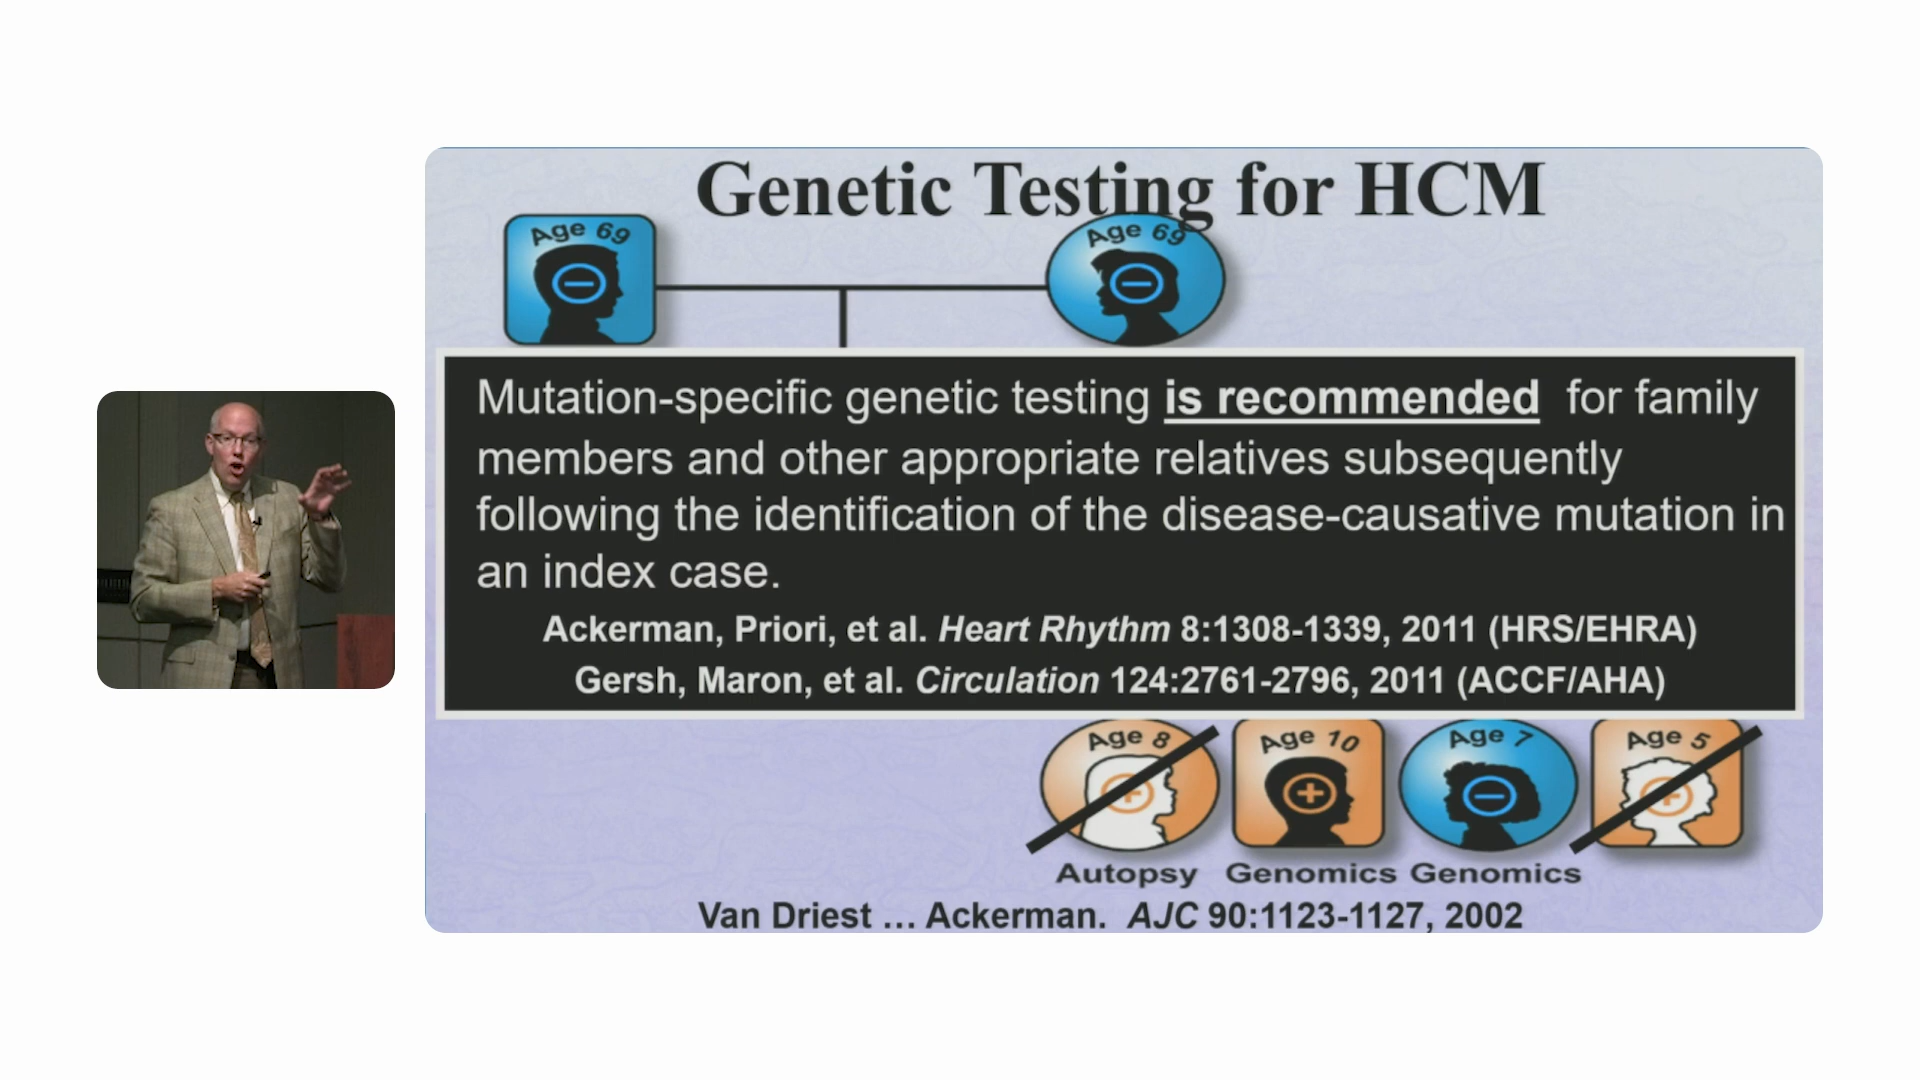 Genetic Testing for HCM
Age 69
Age 69
Mutation-specific genetic testing is recommended for family
members and other appropriate relatives subsequently
following the identification of the disease-causative mutation in
an index case.
Ackerman, Priori, et al. Heart Rhythm 8:1308-1339, 2011 (HRS/EHRA)
Gersh, Maron, et al. Circulation 124:2761-2796, 2011 (ACCF/AHA)
Age 8
Age 10
Age 7
Age 5
Autopsy
Genomics
Genomics
Van Driest … Ackerman. AJC 90:1123-1127, 2002